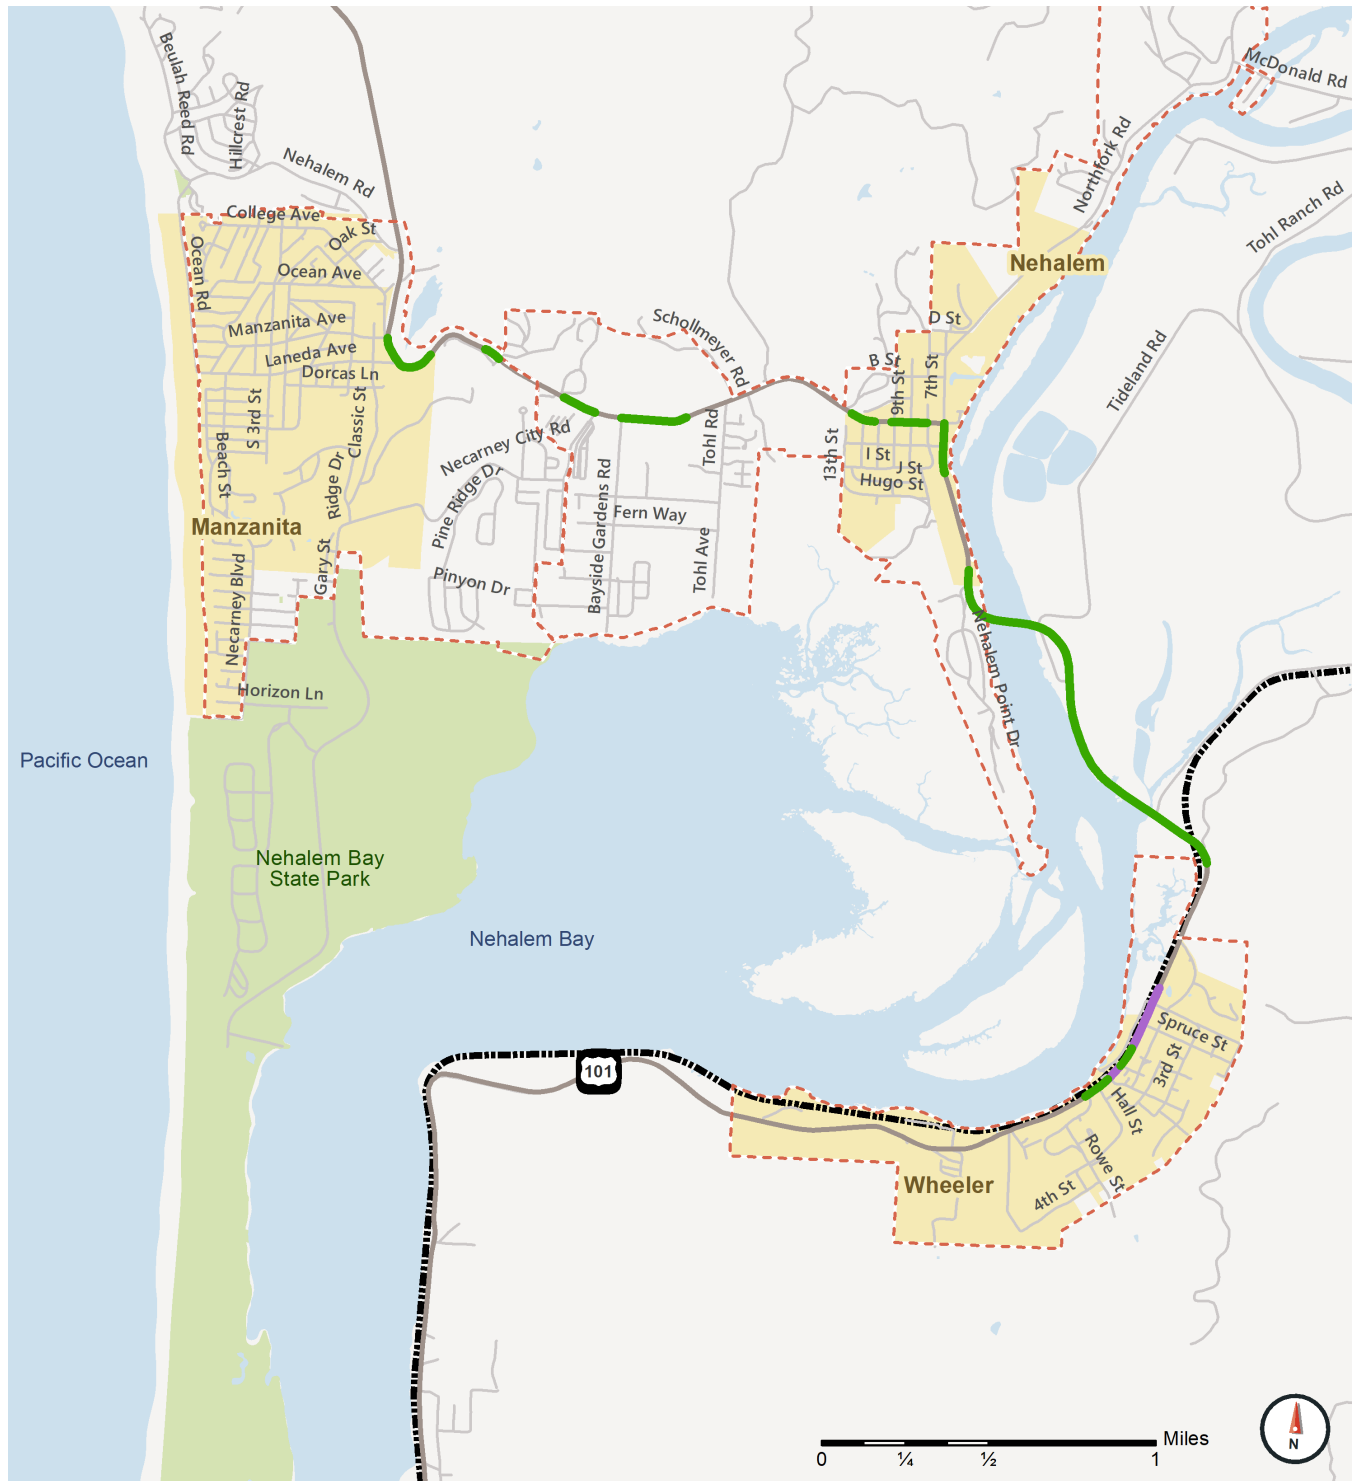 Beulah Reed Rd
Hillcrest Rd
Nehalem Rd
McDonald Rd
Northfork Rd
Tohl Ranch Rd
College Ave
Oak St
Ocean Rd
Ocean Ave
Nehalem
Manzanita Ave
Schollmeyer Rd
D St
Laneda Ave
Dorcas Ln
B St
9th St
7th St
Tideland Rd
S 3rd St
Classic St
Necarney City Rd
Tohl Rd
13th St
I St
J St
Hugo St
Beach St
Ridge Dr
Pine Ridge Dr
Bayside Gardens Rd
Fern Way
Manzanita
Gary St
Tohl Ave
Pinyon Dr
Necarney Blvd
Nehalem Point Dr
Horizon Ln
Pacific Ocean
Nehalem Bay
State Park
Nehalem Bay
Spruce St
3rd St
101
Hall St
Rowe St
4th St
Wheeler
Miles
0
¼
½
1
N